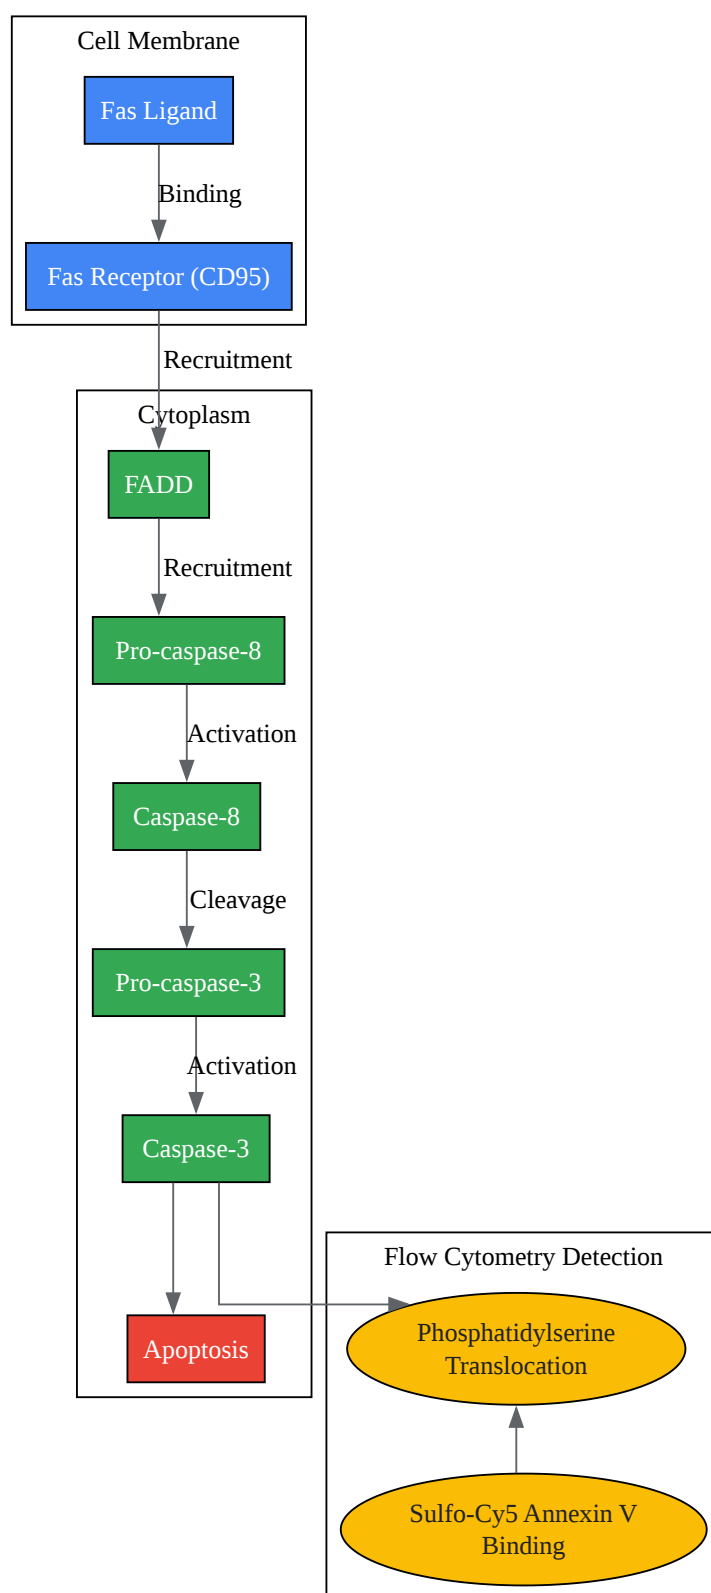 Cell Membrane
Fas Ligand
Binding
Fas Receptor (CD95)
Recruitment
Cytoplasm
FADD
Recruitment
Pro-caspase-8
Activation
Caspase-8
Cleavage
Pro-caspase-3
Activation
Caspase-3
Apoptosis
Flow Cytometry Detection
Phosphatidylserine
Translocation
Sulfo-Cy5 Annexin V
Binding